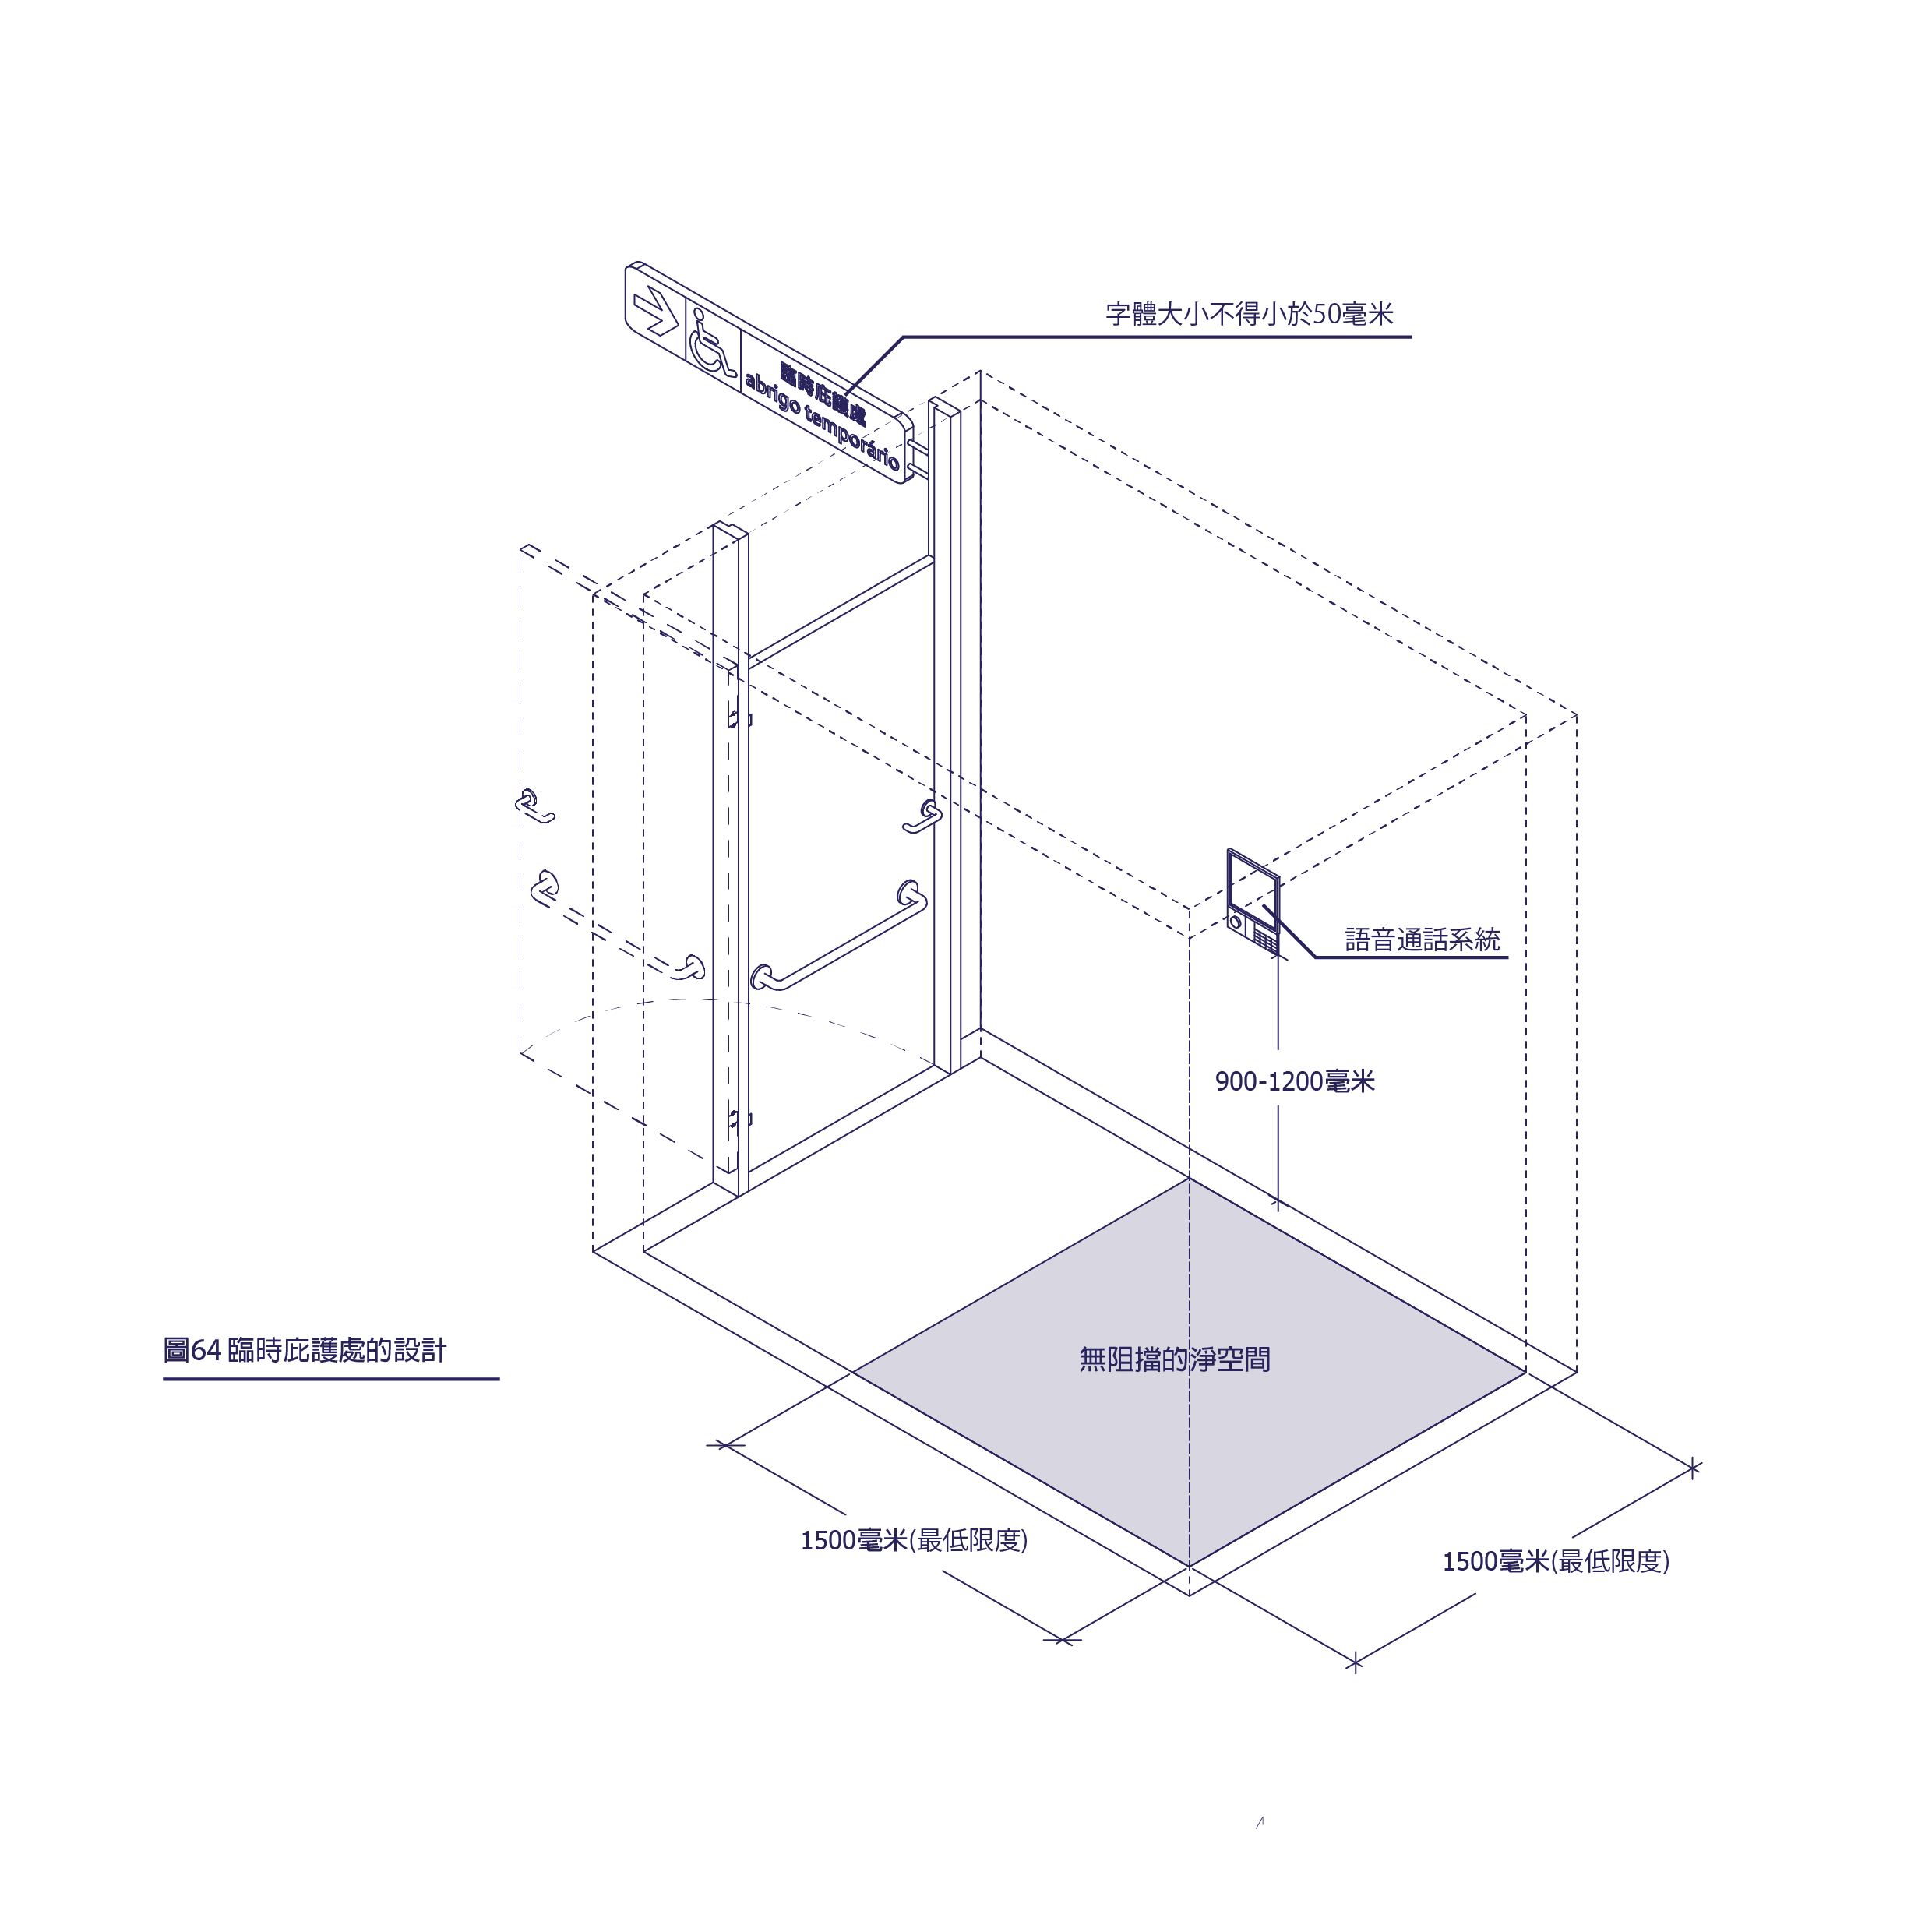 字體大小不得小於50毫米
臨時庇護處
abrigo temporário
語音通話系統
900-1200毫米
圖64 臨時庇護處的設計
無阻擋的淨空間
1500毫米(最低限度)
1500毫米(最低限度)